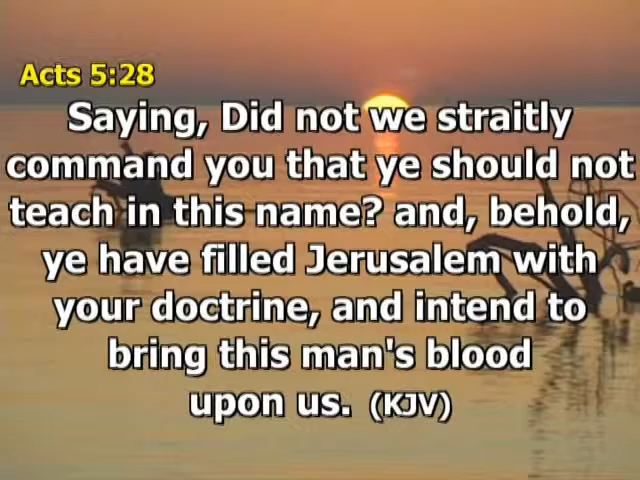 Acts 5:28
Saying, Did not we straitly
command you that ye should not
teach in this name? and, behold,
ye have filled Jerusalem with
your doctrine, and intend to
bring this man's blood
upon us. (KJV)